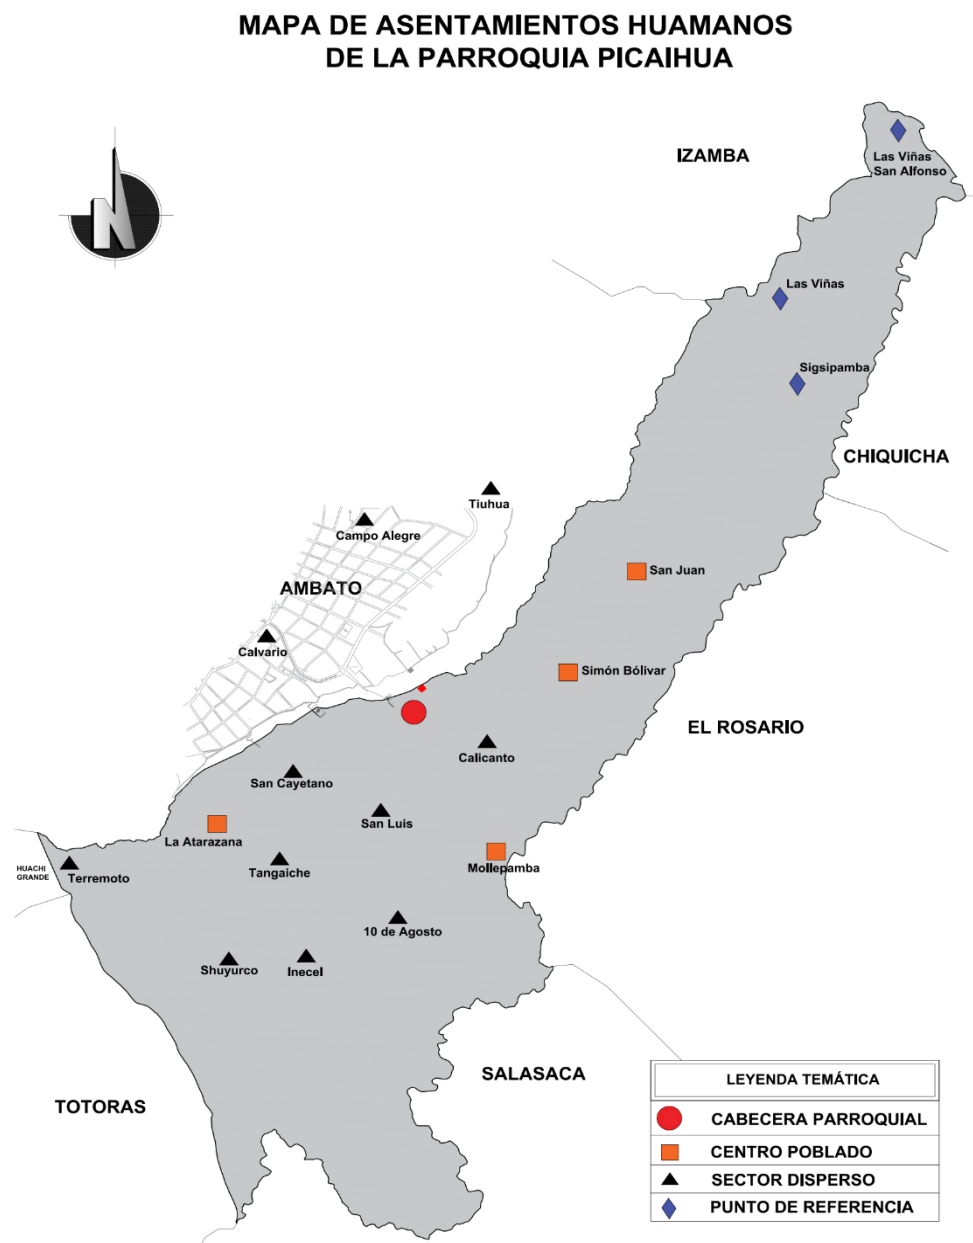 MAPA DE ASENTAMIENTOS HUAMANOS
DE LA PARROQUIA PICAIHUA
N
IZAMBA
Las Viñas
San Alfonso
Las Viñas
Sigsipamba
CHIQUICHA
Tiuhua
Campo Alegre
AMBATO
San Juan
Calvario
Simón Bólivar
EL ROSARIO
Calicanto
San Cayetano
San Luis
La Atarazana
Mollepamba
HUACHI
GRANDE
Terremoto
Tangaiche
10 de Agosto
Shuyurco
Inecel
SALASACA
TOTORAS
LEYENDA TEMÁTICA
CABECERA PARROQUIAL
CENTRO POBLADO
SECTOR DISPERSO
PUNTO DE REFERENCIA